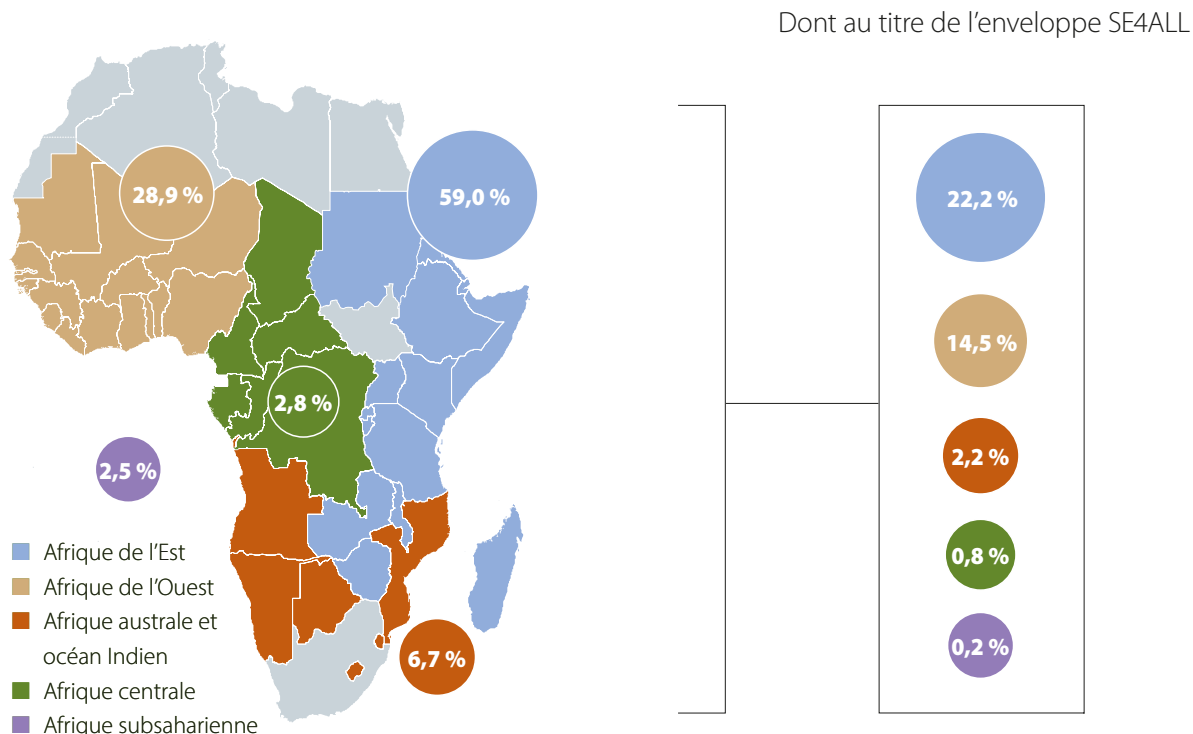 Dont au titre de l’enveloppe SE4ALL
28,9 %
59,0 %
2,8 %
2,5 %
6,7 %
Afrique de l’Est
Afrique de l’Ouest
Afrique australe et
océan Indien
Afrique centrale
Afrique subsaharienne
22,2 %
14,5 %
2,2 %
0,8 %
0,2 %